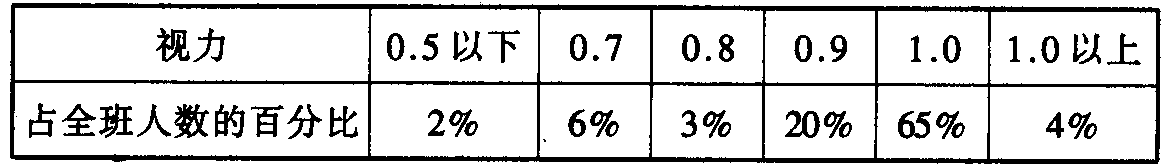 视力 0.5以下 0.7 0.8 0.9 1.0 1.0以上
占全班人数的百分比 2% 6% 3% 20% 65% 4%